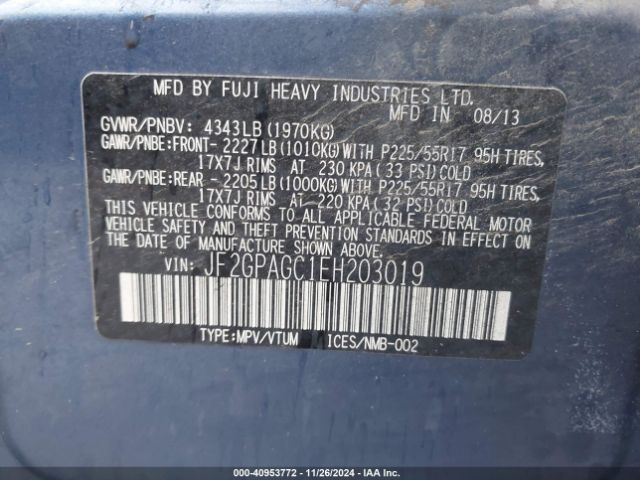 MFD BY FUJI HEAVY INDUSTRIES LTD.
MFD IN 08/13
GVWR/PNBV: 4343LB (1970KG)
GAWR/PNBE:FRONT- 2227LB (1010KG) WITH P225/55R17 95H TIRES,
17X7J RIMS AT 230 KPA (33 PSI) COLD
GAWR/PNBE:REAR - 2205LB (1000KG) WITH P225/55R17 95H TIRES,
17X7J RIMS AT 220 KPA (32 PSI) COLD
THIS VEHICLE CONFORMS TO ALL APPLICABLE FEDERAL MOTOR
VEHICLE SAFETY, BUMPER, AND THEFT PREVENTION STANDARDS IN EFFECT ON
THE DATE OF MANUFACTURE SHOWN ABOVE.
VIN: JF2GPAGC1EH203019
TYPE:MPV/VTUM ICES/NMB-002
© - 40953772 - 11/26/2024 - IAA Inc.